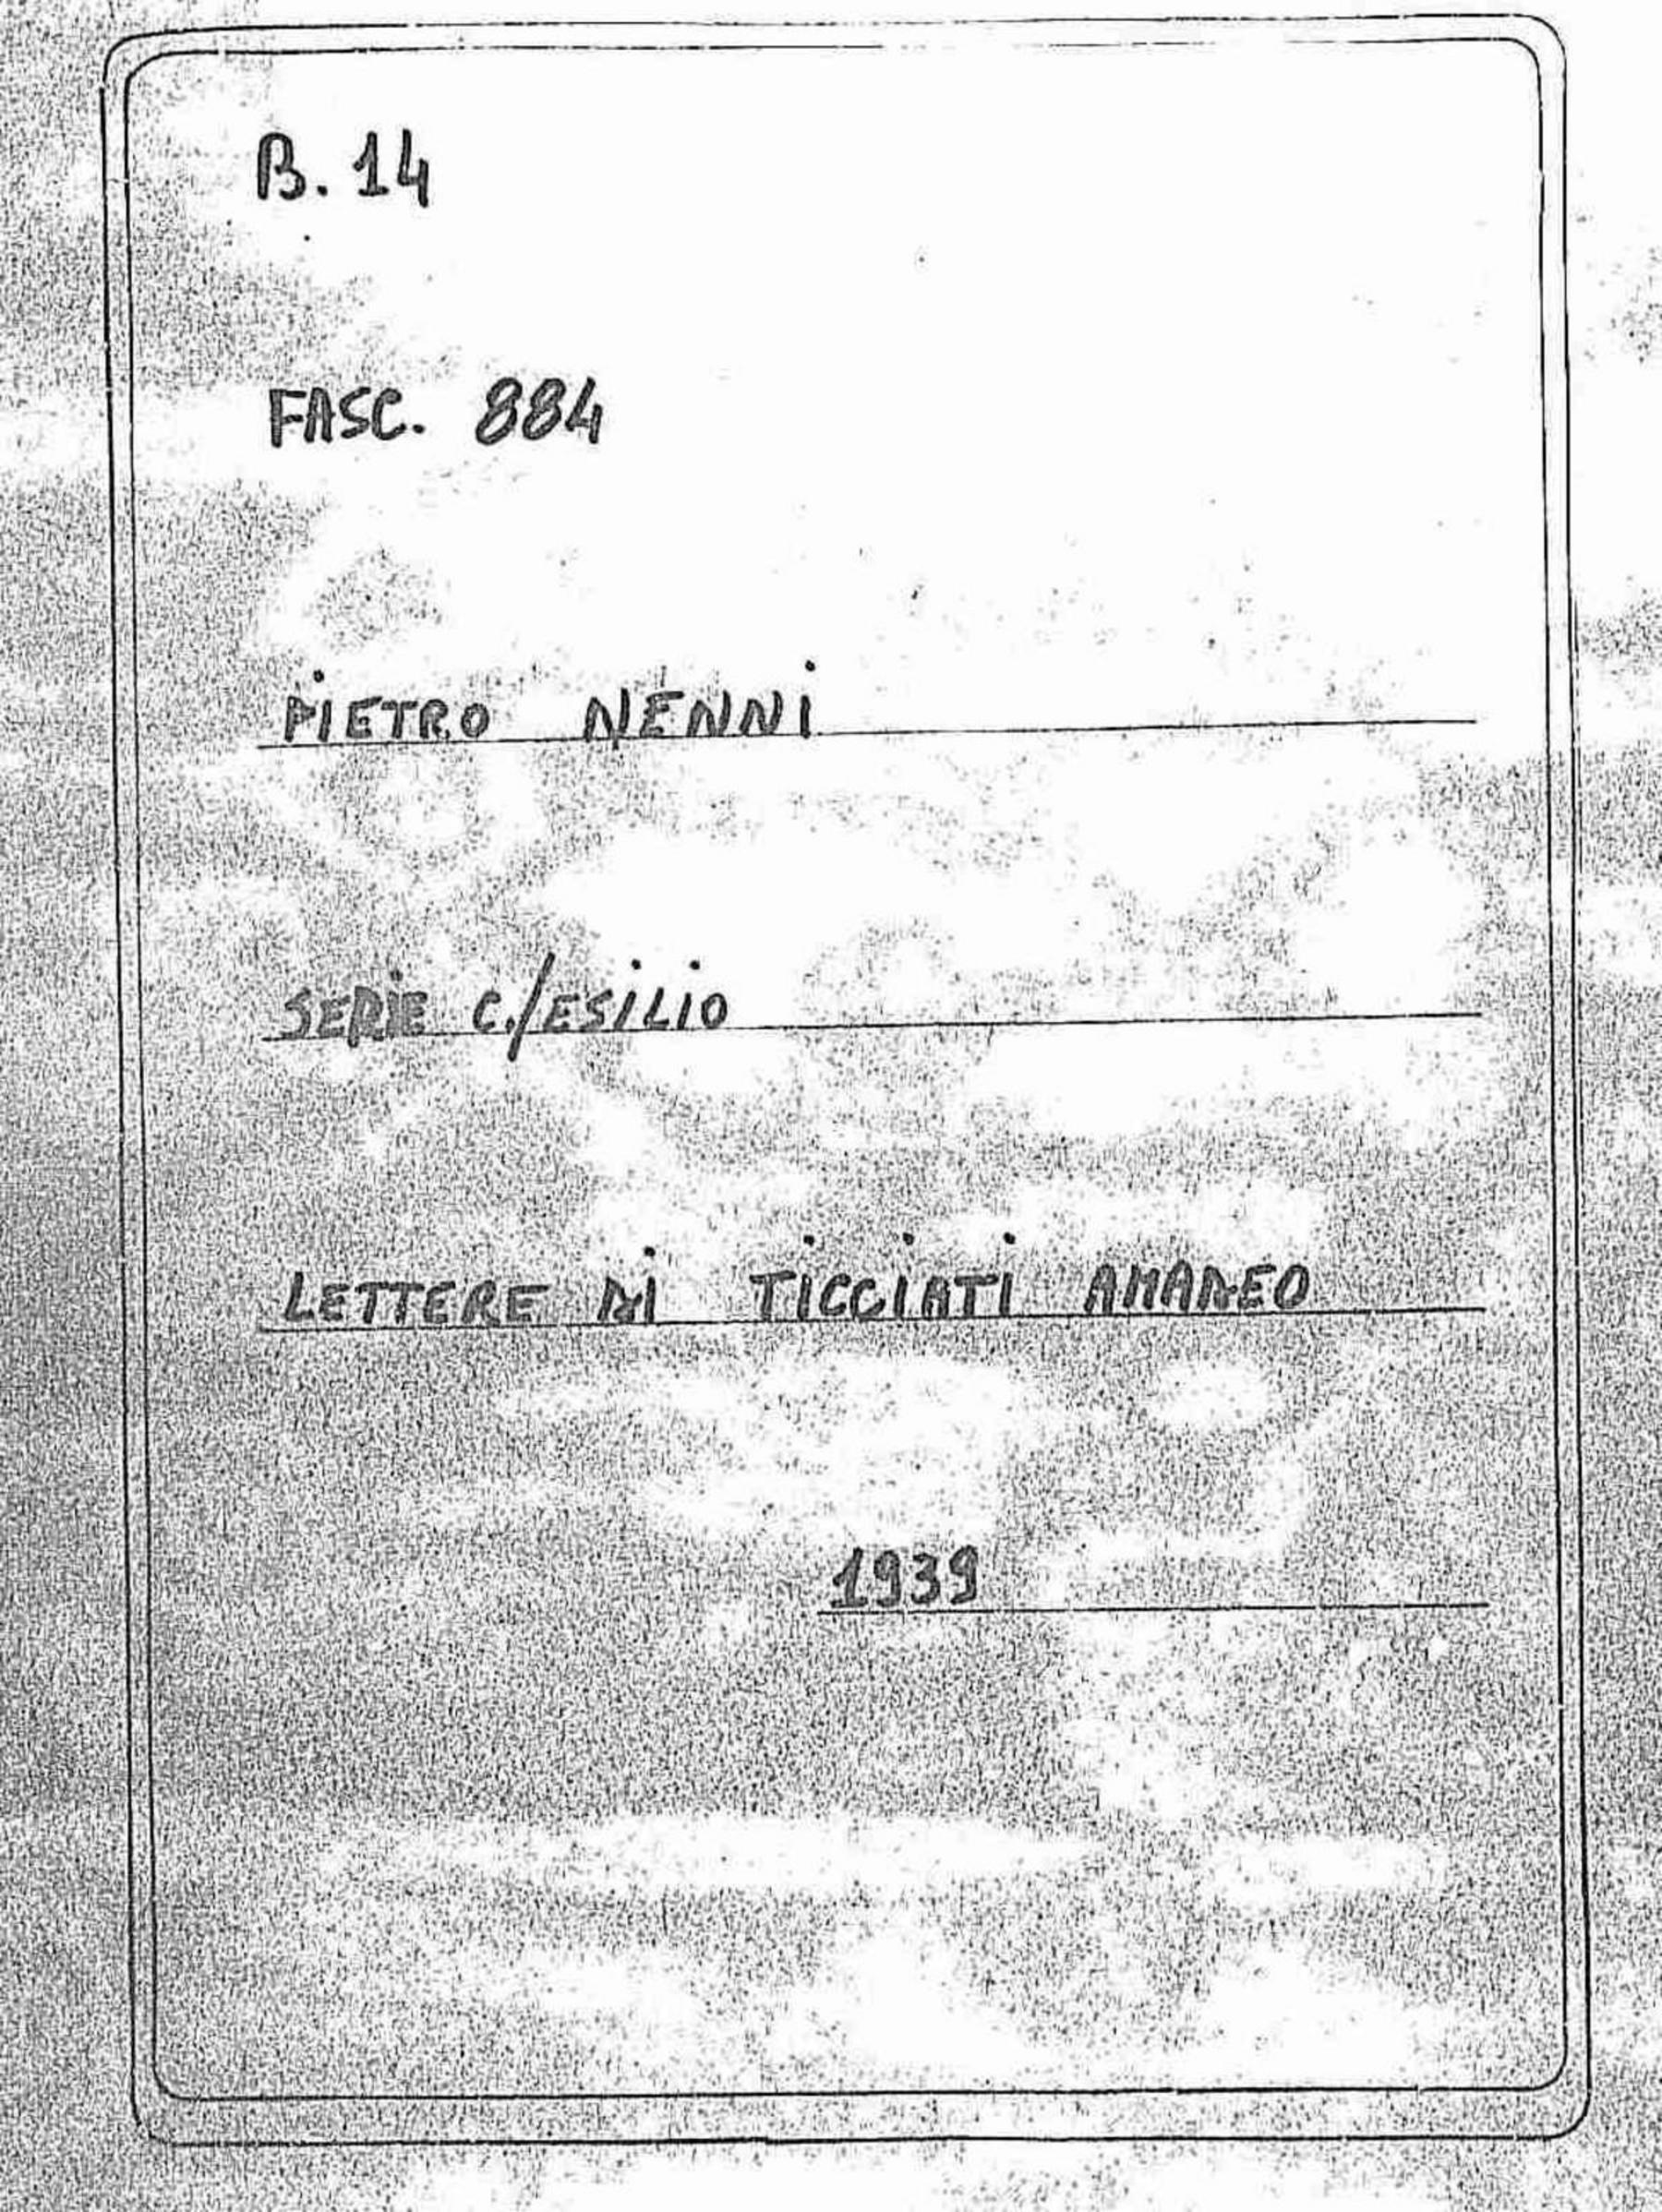 B. 14
FASC. 884
PIETRO NENNI
SERIE C./ESILIO
LETTERE DI TICCIATI AMADEO
1939